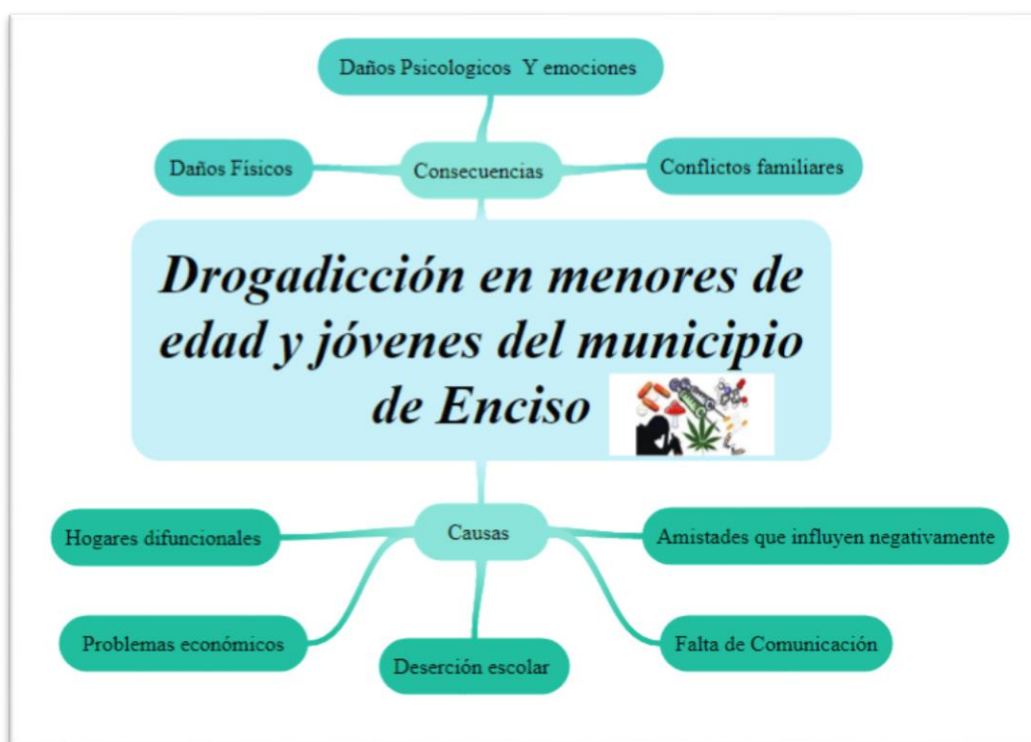 Daños Psicologicos Y emociones
Daños Físicos
Consecuencias
Conflictos familiares
Drogadicción en menores de
edad y jóvenes del municipio
de Enciso
Hogares difuncionales
Causas
Amistades que influyen negativamente
Problemas económicos
Deserción escolar
Falta de Comunicación